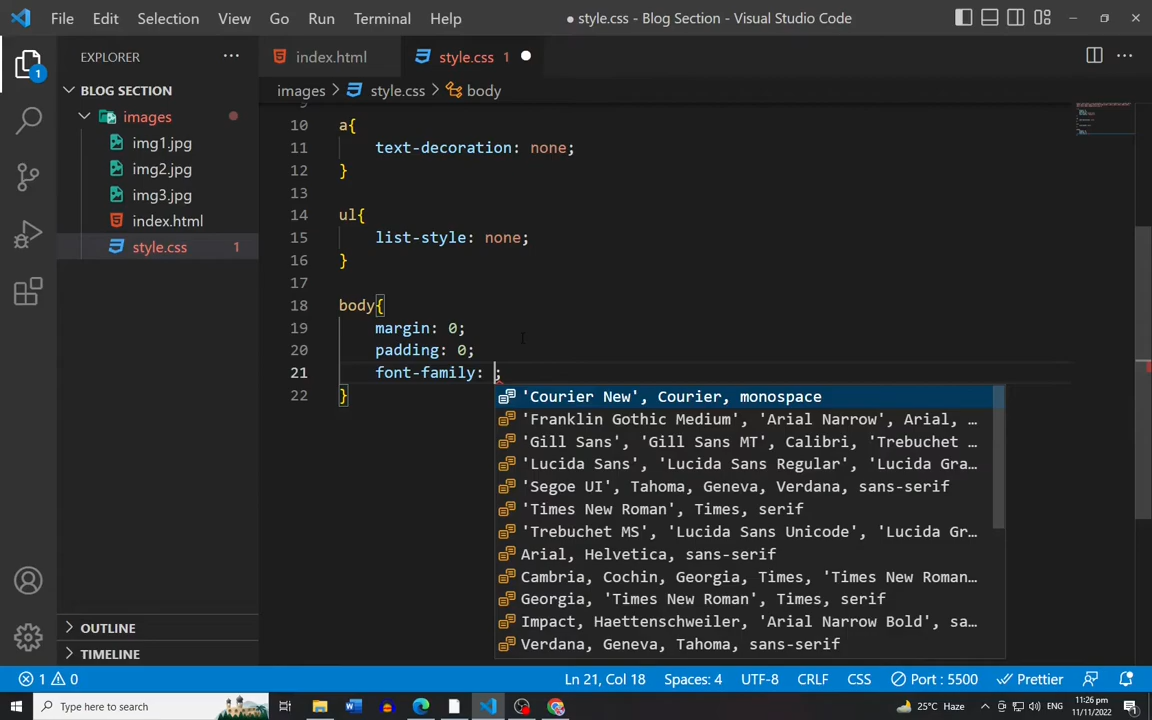 File Edit Selection View Go Run Terminal Help ● style.css - Blog Section - Visual Studio Code
EXPLORER ...
index.html
style.css 1
BLOG SECTION
images > style.css > body
images
img1.jpg
img2.jpg
img3.jpg
index.html
style.css 1
9
10 a{
11 text-decoration: none;
12 }
13
14 ul{
15 list-style: none;
16 }
17
18 body{
19 margin: 0;
20 padding: 0;
21 font-family: ;
22 }
'Courier New', Courier, monospace
'Franklin Gothic Medium', 'Arial Narrow', Arial, …
'Gill Sans', 'Gill Sans MT', Calibri, 'Trebuchet …
'Lucida Sans', 'Lucida Sans Regular', 'Lucida Gra…
'Segoe UI', Tahoma, Geneva, Verdana, sans-serif
'Times New Roman', Times, serif
'Trebuchet MS', 'Lucida Sans Unicode', 'Lucida Gr…
Arial, Helvetica, sans-serif
Cambria, Cochin, Georgia, Times, 'Times New Roman…
Georgia, 'Times New Roman', Times, serif
Impact, Haettenschweiler, 'Arial Narrow Bold', sa…
Verdana, Geneva, Tahoma, sans-serif
OUTLINE
TIMELINE
1 0 Ln 21, Col 18 Spaces: 4 UTF-8 CRLF CSS Port : 5500 Prettier
Type here to search
25°C Haze
ENG
11:26 pm
11/11/2022
1
1